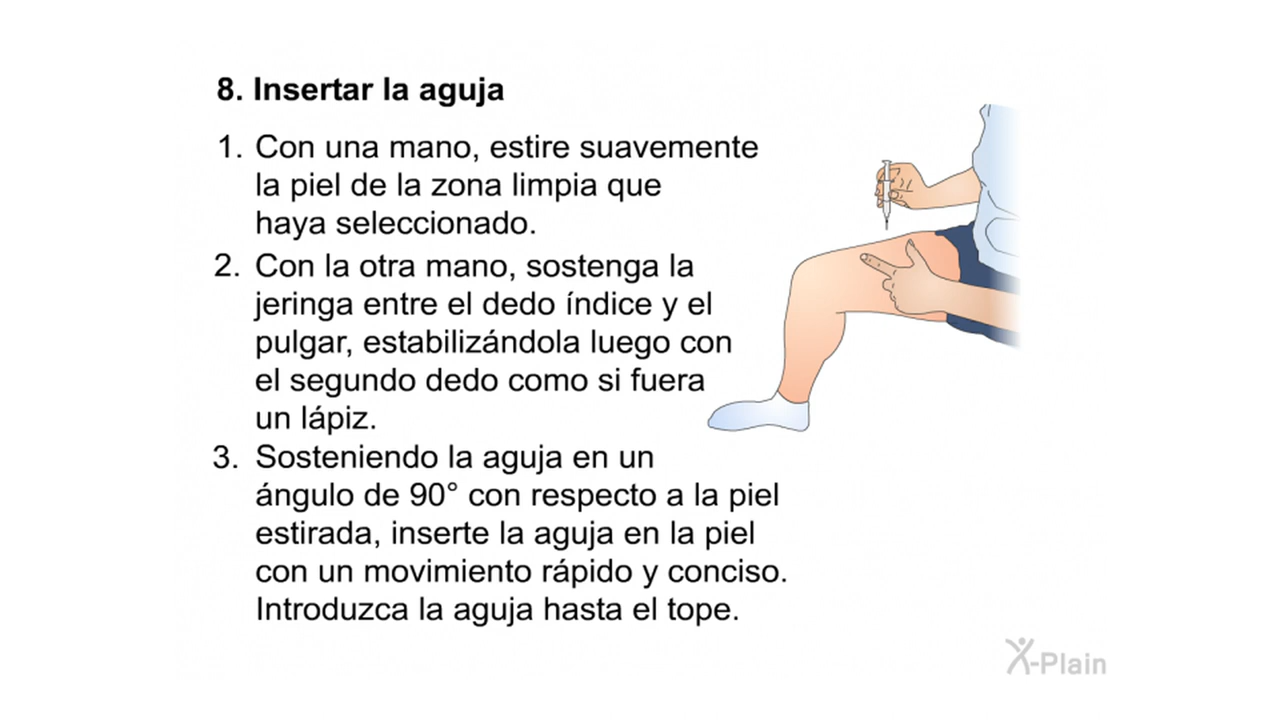 8. Insertar la aguja
1. Con una mano, estire suavemente
la piel de la zona limpia que
haya seleccionado.
2. Con la otra mano, sostenga la
jeringa entre el dedo índice y el
pulgar, estabilizándola luego con
el segundo dedo como si fuera
un lápiz.
3. Sosteniendo la aguja en un
ángulo de 90° con respecto a la piel
estirada, inserte la aguja en la piel
con un movimiento rápido y conciso.
Introduzca la aguja hasta el tope.
X-Plain